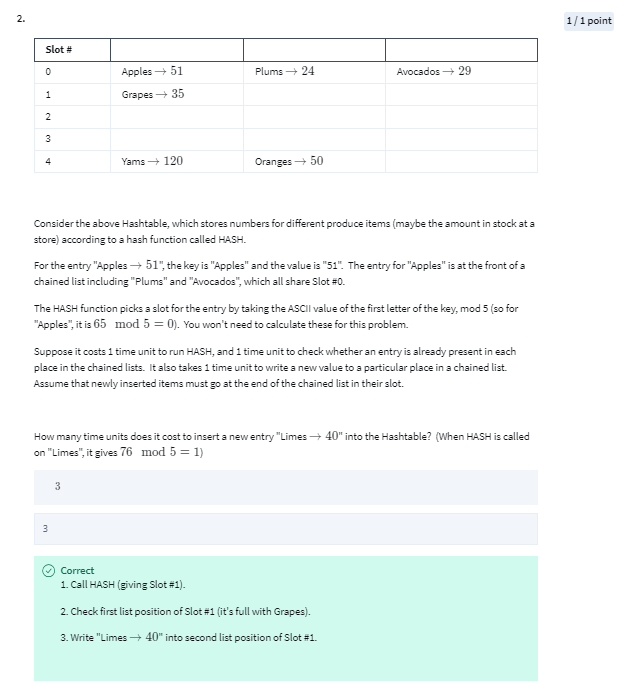 2.
1 / 1 point
Slot #
0 Apples → 51 Plums → 24 Avocados → 29
1 Grapes → 35
2
3
4 Yams → 120 Oranges → 50
Consider the above Hashtable, which stores numbers for different produce items (maybe the amount in stock at a
store) according to a hash function called HASH.
For the entry "Apples → 51", the key is "Apples" and the value is "51". The entry for "Apples" is at the front of a
chained list including "Plums" and "Avocados", which all share Slot #0.
The HASH function picks a slot for the entry by taking the ASCII value of the first letter of the key, mod 5 (so for
"Apples", it is 65 mod 5 = 0). You won't need to calculate these for this problem.
Suppose it costs 1 time unit to run HASH, and 1 time unit to check whether an entry is already present in each
place in the chained lists. It also takes 1 time unit to write a new value to a particular place in a chained list.
Assume that newly inserted items must go at the end of the chained list in their slot.
How many time units does it cost to insert a new entry "Limes → 40" into the Hashtable? (When HASH is called
on "Limes", it gives 76 mod 5 = 1)
3
3
Correct
1. Call HASH (giving Slot #1).
2. Check first list position of Slot #1 (it's full with Grapes).
3. Write "Limes → 40" into second list position of Slot #1.